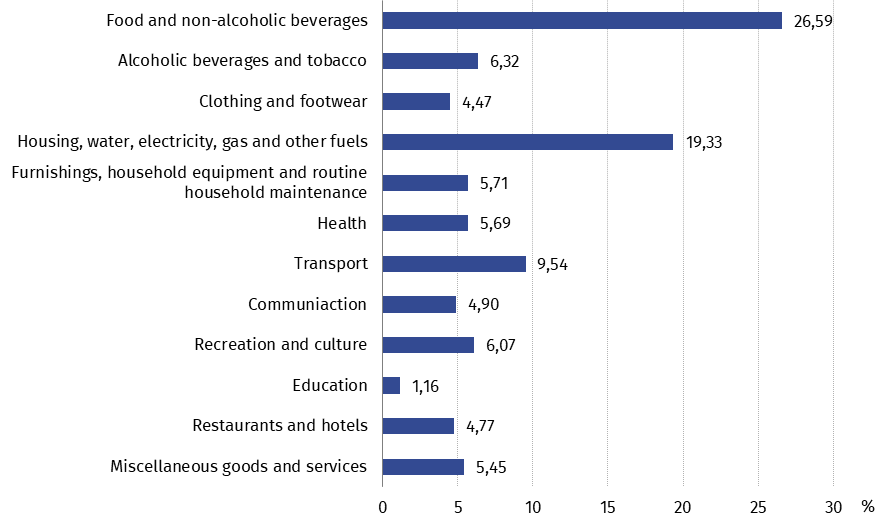 Food and non-alcoholic beverages 26,59
Alcoholic beverages and tobacco 6,32
Clothing and footwear 4,47
Housing, water, electricity, gas and other fuels 19,33
Furnishings, household equipment and routine
household maintenance 5,71
Health 5,69
Transport 9,54
Communiaction 4,90
Recreation and culture 6,07
Education 1,16
Restaurants and hotels 4,77
Miscellaneous goods and services 5,45
0 5 10 15 20 25 30 %